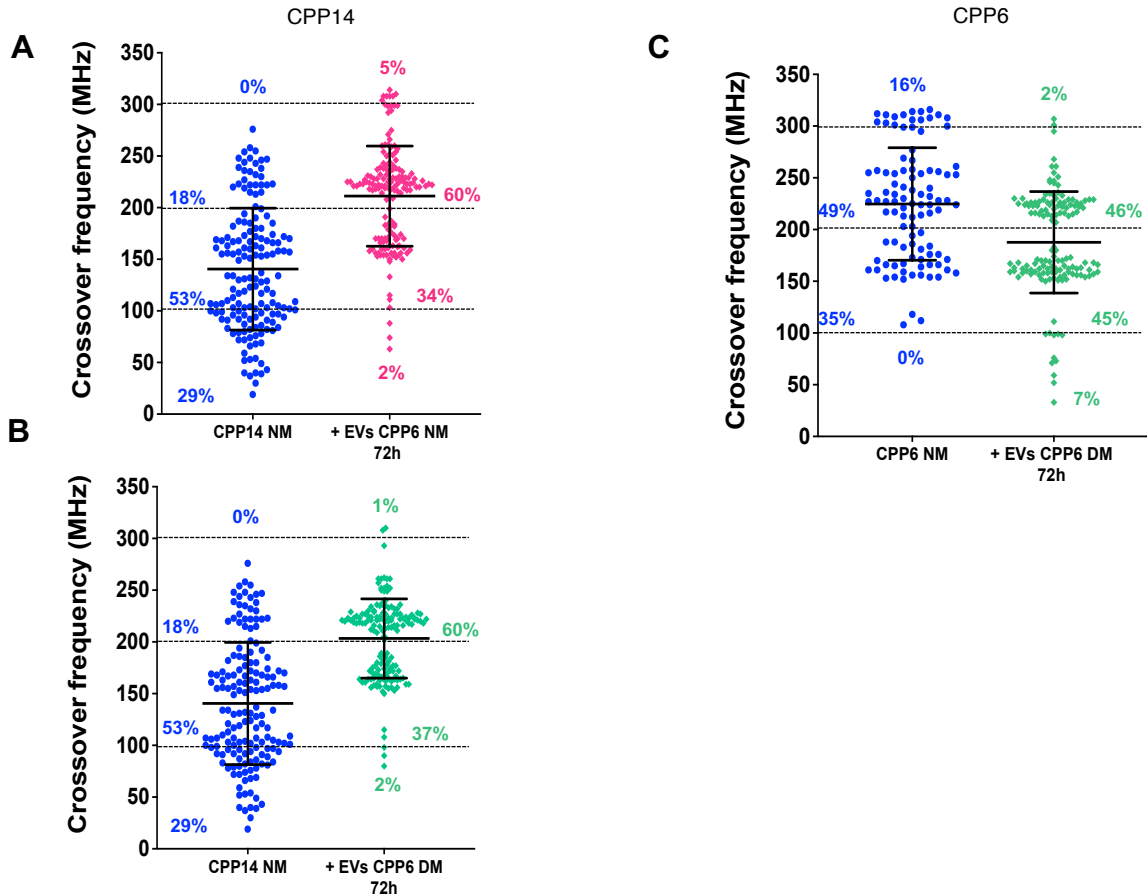 CPP14
A
Crossover frequency (MHz)
350
300
250
200
150
100
50
0
0%
18%
53%
29%
5%
60%
34%
2%
CPP14 NM
+ EVs CPP6 NM
72h
B
Crossover frequency (MHz)
350
300
250
200
150
100
50
0
0%
18%
53%
29%
1%
60%
37%
2%
CPP14 NM
+ EVs CPP6 DM
72h
CPP6
C
Crossover frequency (MHz)
350
300
250
200
150
100
50
0
16%
49%
35%
0%
2%
46%
45%
7%
CPP6 NM
+ EVs CPP6 DM
72h